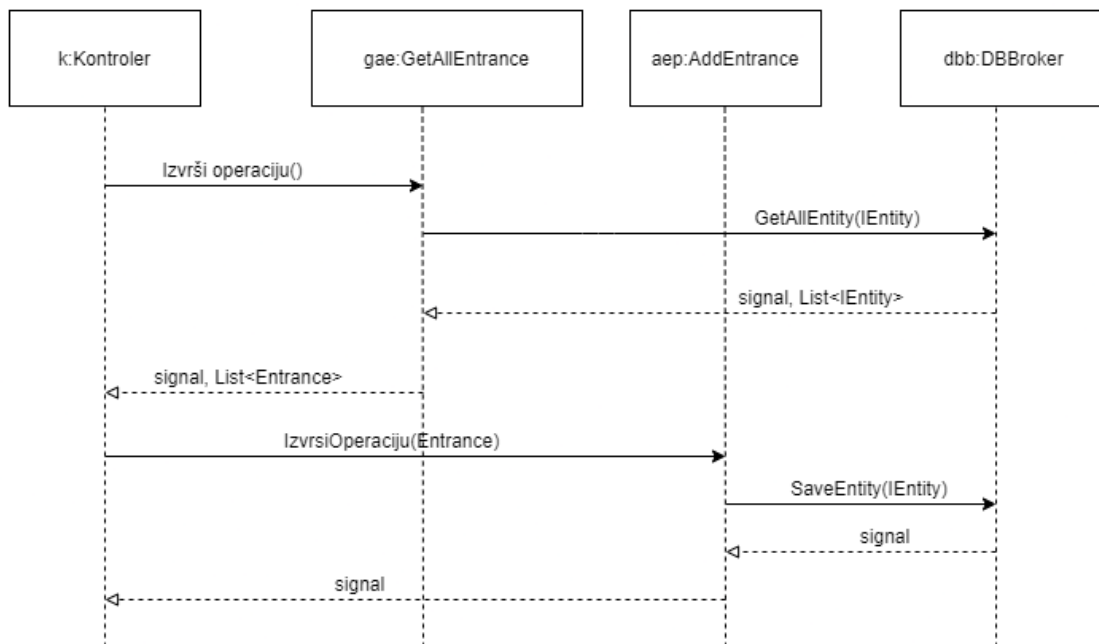 k:Kontroler
gae:GetAllEntrance
aep:AddEntrance
dbb:DBBroker
Izvrši operaciju()
GetAllEntity(IEntity)
signal, List<IEntity>
signal, List<Entrance>
IzvrsiOperaciju(Entrance)
SaveEntity(IEntity)
signal
signal